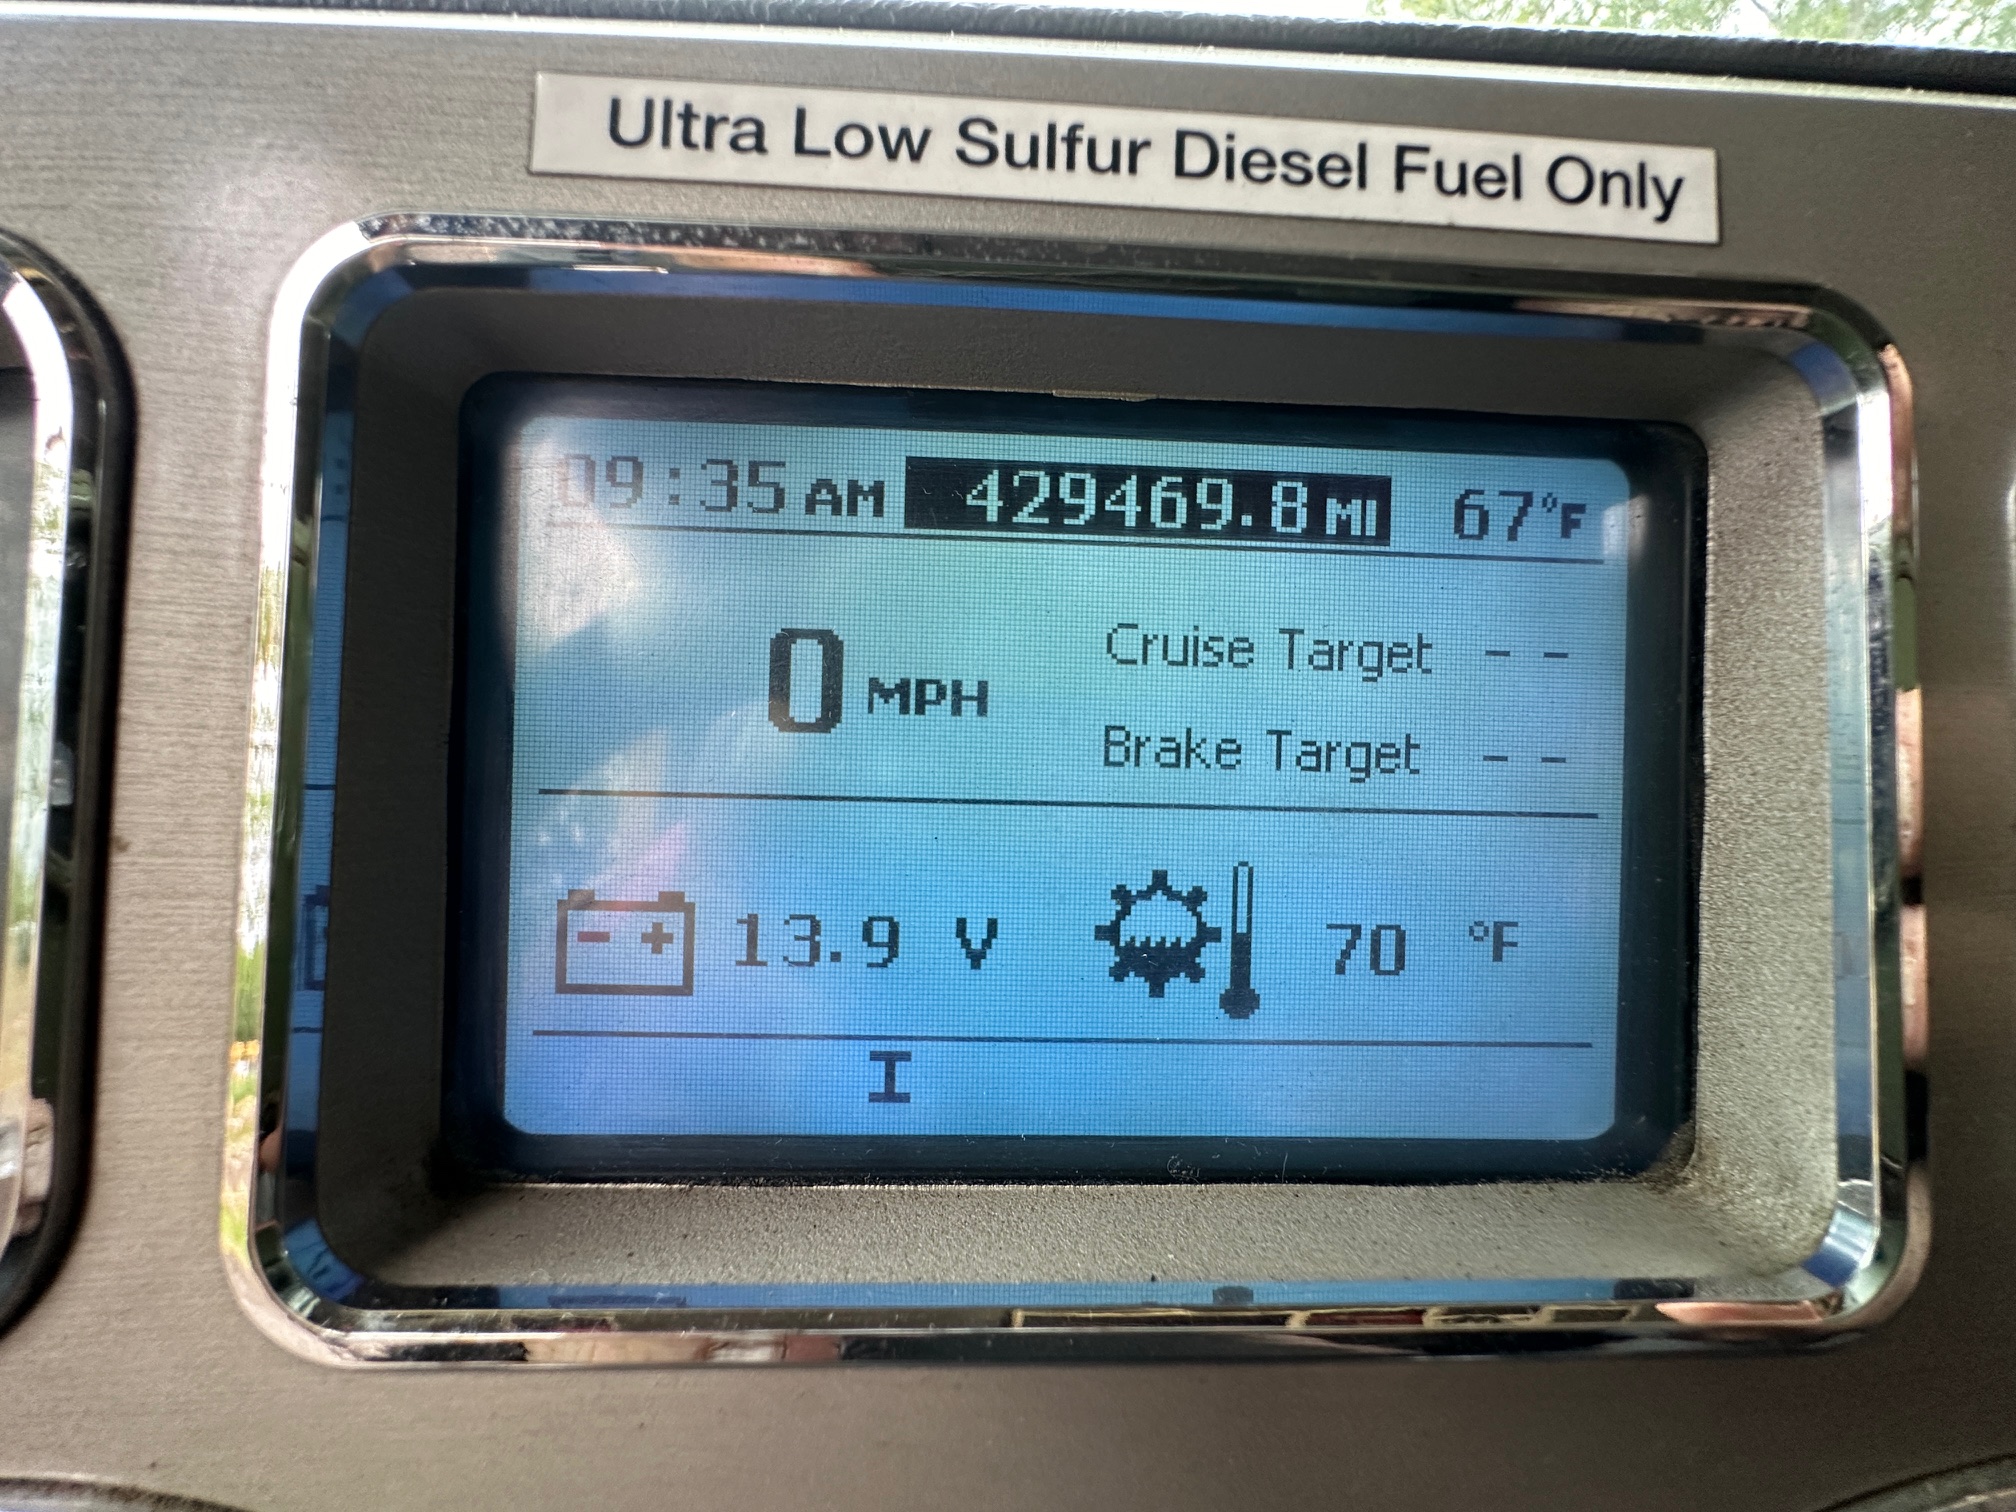 Ultra Low Sulfur Diesel Fuel Only
09:35 AM 429469.8 MI 67°F
0 MPH
Cruise Target - -
Brake Target - -
- + 13.9 V 70 °F
I